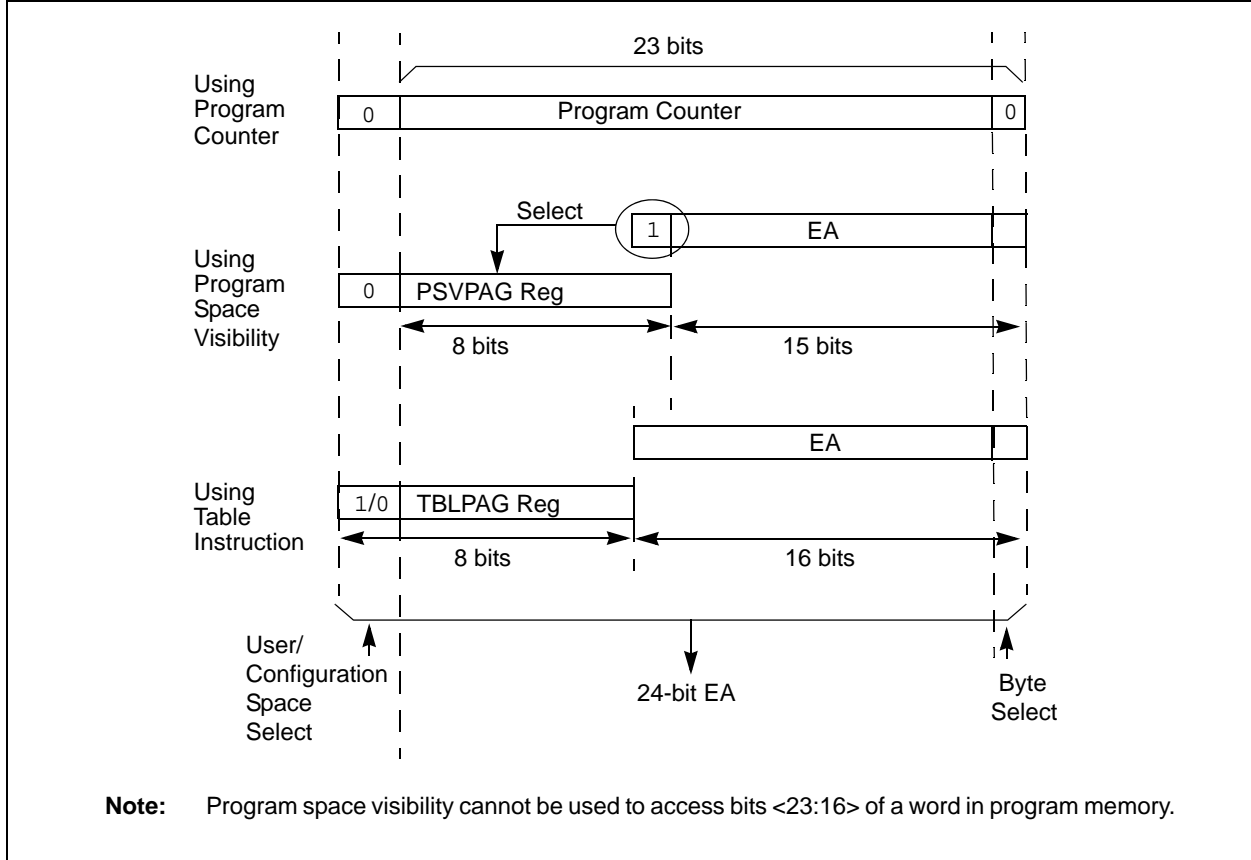 23 bits
Using
Program
Counter
0
Program Counter
0
Select
1
EA
Using
Program
Space
Visibility
0
PSVPAG Reg
8 bits
15 bits
EA
Using
Table
Instruction
1/0
TBLPAG Reg
8 bits
16 bits
User/
Configuration
Space
Select
24-bit EA
Byte
Select
Note: Program space visibility cannot be used to access bits <23:16> of a word in program memory.